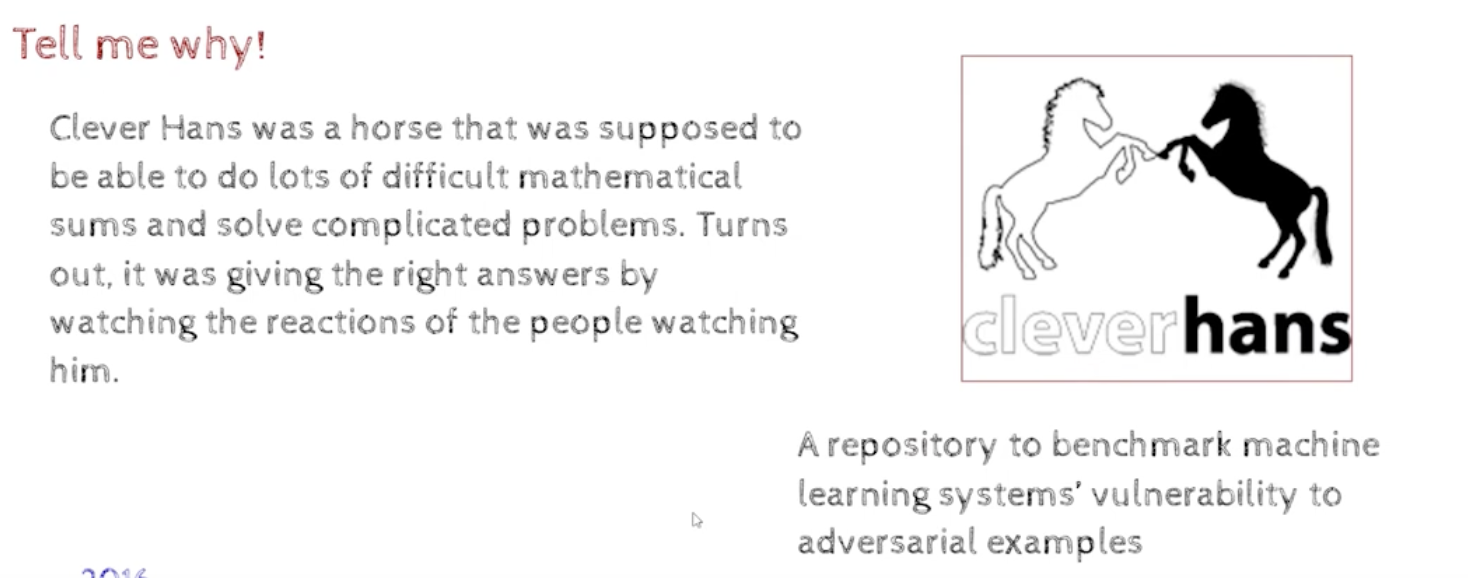 Tell me why!
Clever Hans was a horse that was supposed to
be able to do lots of difficult mathematical
sums and solve complicated problems. Turns
out, it was giving the right answers by
watching the reactions of the people watching
him.
cleverhans
A repository to benchmark machine
learning systems' vulnerability to
adversarial examples